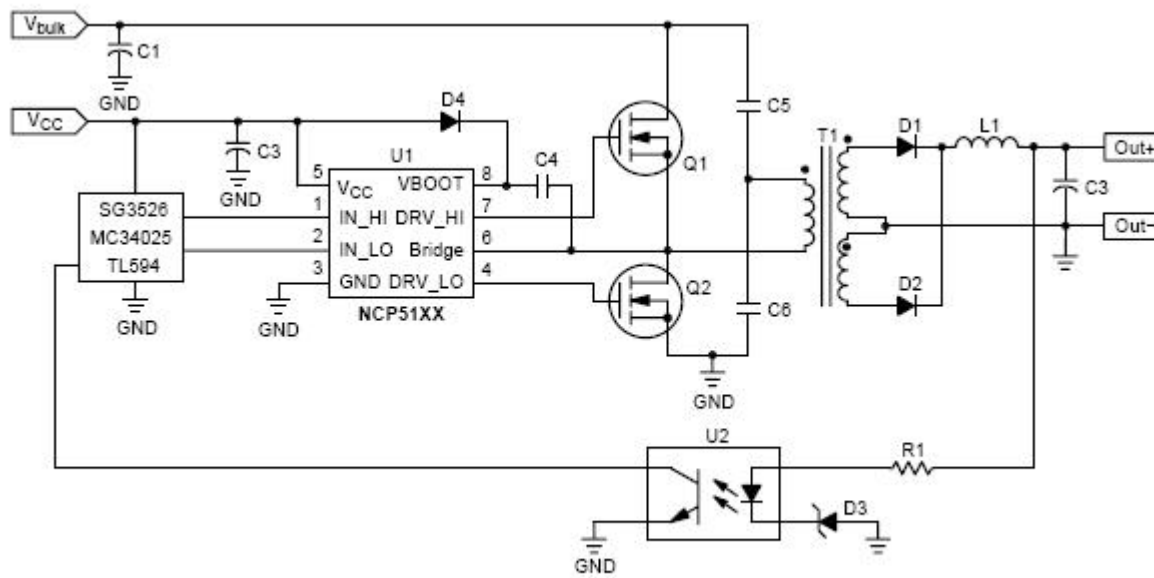 Vbulk
C1
GND
VCC
D4
C3
GND
U1
C4
5
VCC
VBOOT
8
1
IN_HI
DRV_HI
7
2
IN_LO
Bridge
6
3
GND
DRV_LO
4
NCP51XX
GND
SG3526
MC34025
TL594
GND
Q1
Q2
C5
C6
GND
T1
D1
L1
Out+
C3
Out−
D2
U2
R1
D3
GND